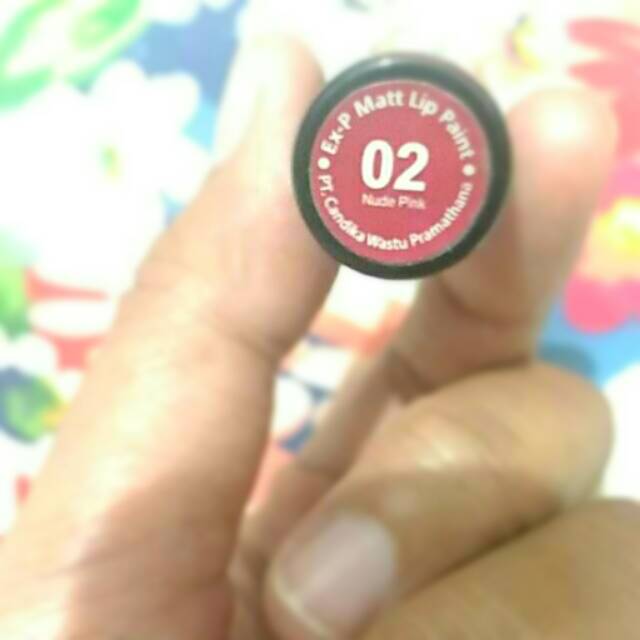 Ex-P Matt Lip Paint
02
Nude Pink
PT. Candika Wastu Pramathana